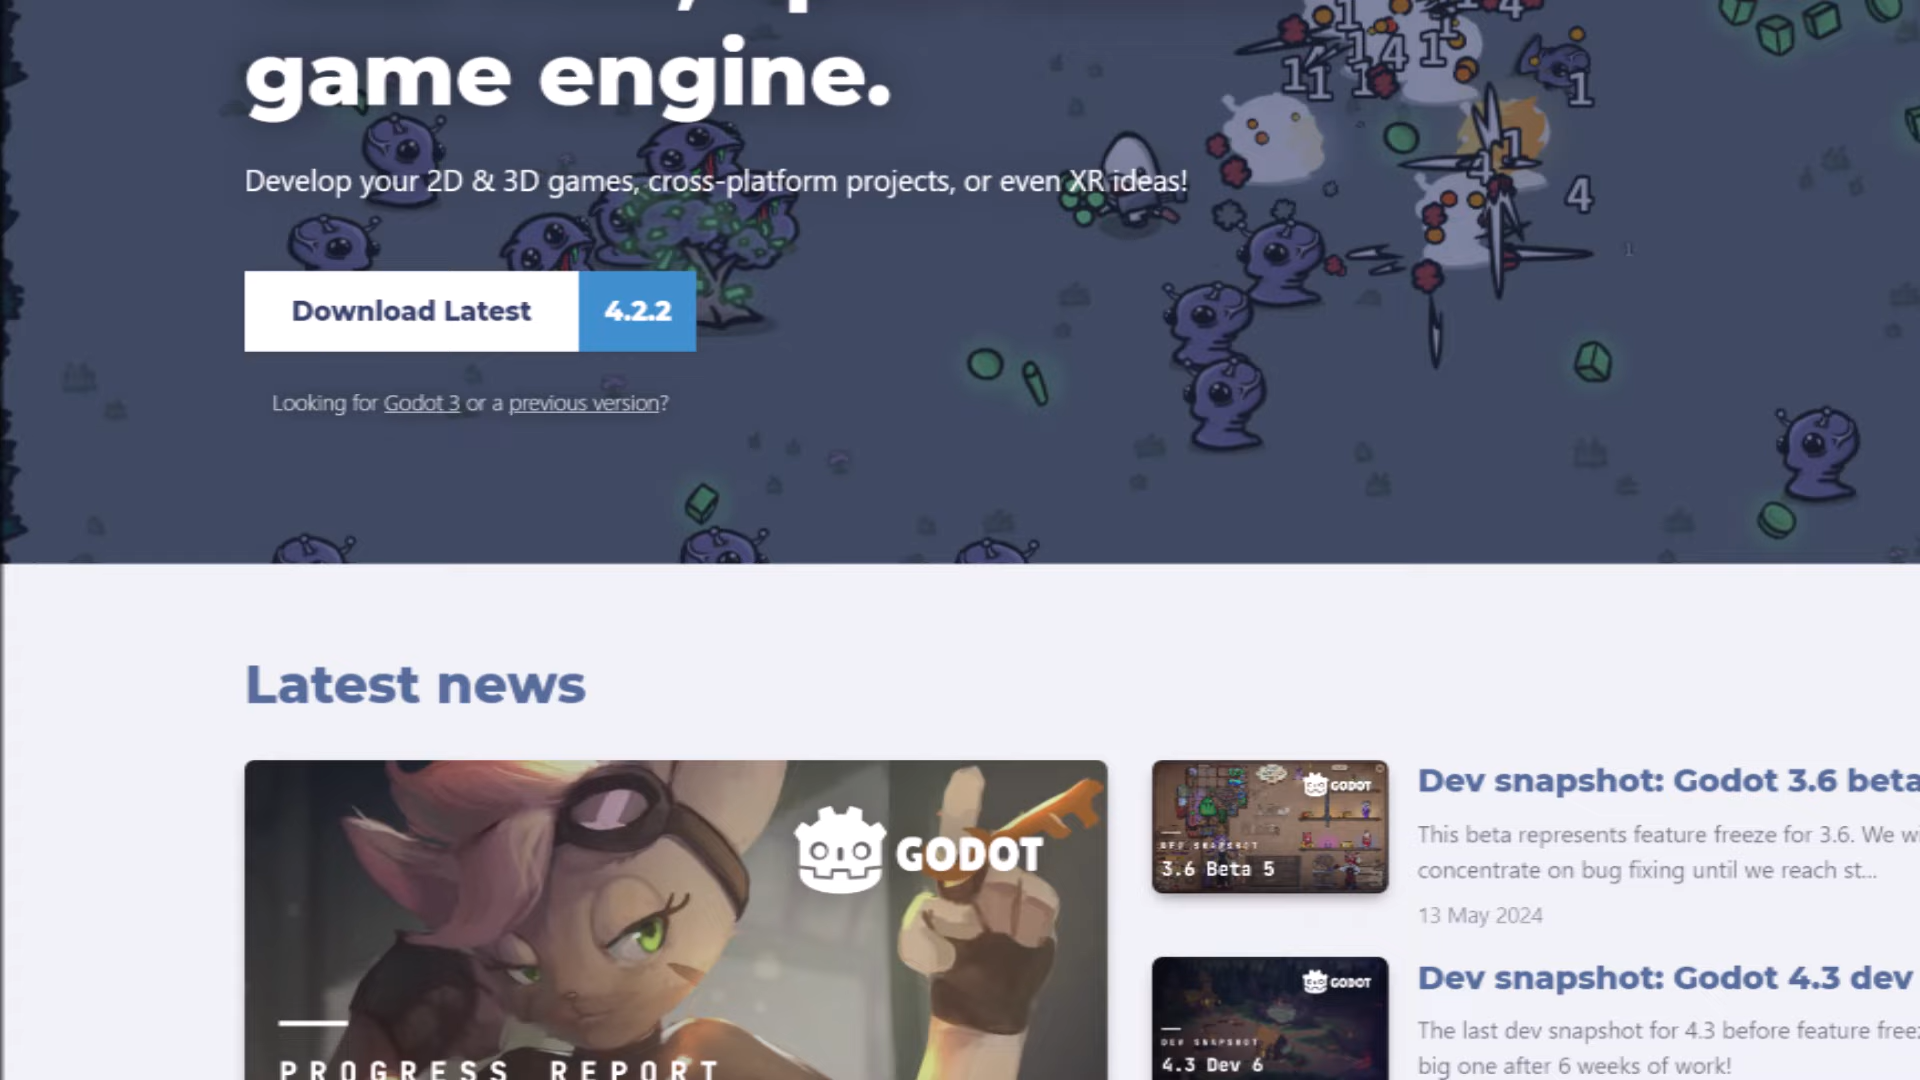 game engine.
Develop your 2D & 3D games, cross-platform projects, or even XR ideas!
Download Latest 4.2.2
Looking for Godot 3 or a previous version?
Latest news
GODOT
PROGRESS REPORT
GODOT
DEV SNAPSHOT
3.6 Beta 5
Dev snapshot: Godot 3.6 beta
This beta represents feature freeze for 3.6. We w
concentrate on bug fixing until we reach st...
13 May 2024
GODOT
DEV SNAPSHOT
4.3 Dev 6
Dev snapshot: Godot 4.3 dev
The last dev snapshot for 4.3 before feature free
big one after 6 weeks of work!